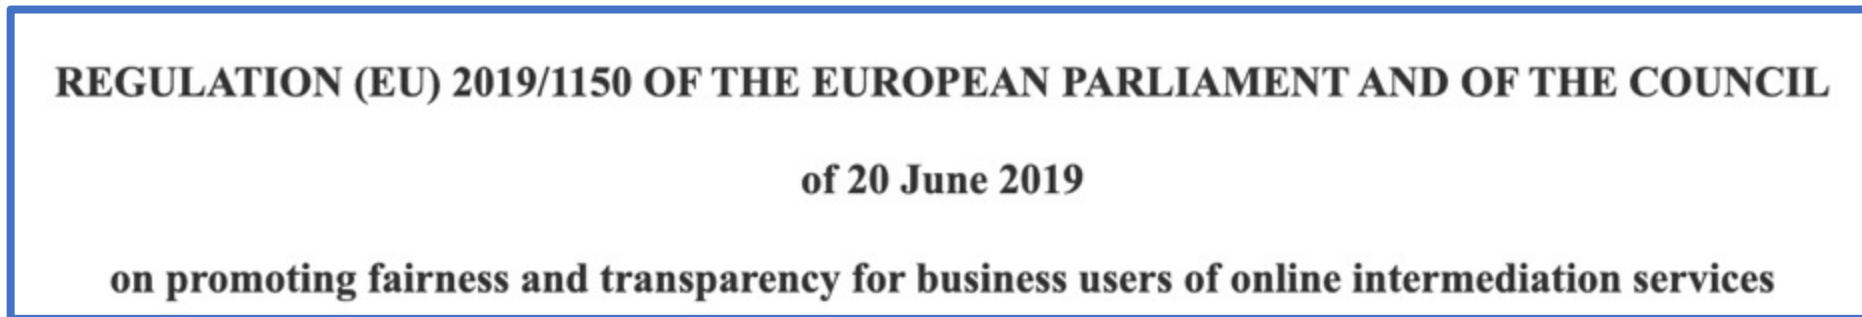 REGULATION (EU) 2019/1150 OF THE EUROPEAN PARLIAMENT AND OF THE COUNCIL
of 20 June 2019
on promoting fairness and transparency for business users of online intermediation services